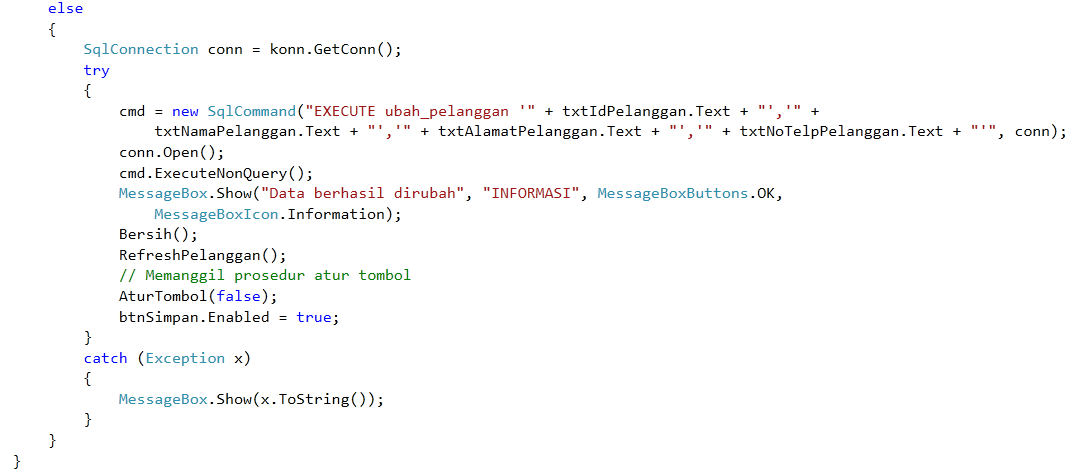 else
{
SqlConnection conn = konn.GetConn();
try
{
cmd = new SqlCommand("EXECUTE ubah_pelanggan '" + txtIdPelanggan.Text + "','" +
txtNamaPelanggan.Text + "','" + txtAlamatPelanggan.Text + "','" + txtNoTelpPelanggan.Text + "'", conn);
conn.Open();
cmd.ExecuteNonQuery();
MessageBox.Show("Data berhasil dirubah", "INFORMASI", MessageBoxButtons.OK,
MessageBoxIcon.Information);
Bersih();
RefreshPelanggan();
// Memanggil prosedur atur tombol
AturTombol(false);
btnSimpan.Enabled = true;
}
catch (Exception x)
{
MessageBox.Show(x.ToString());
}
}
}